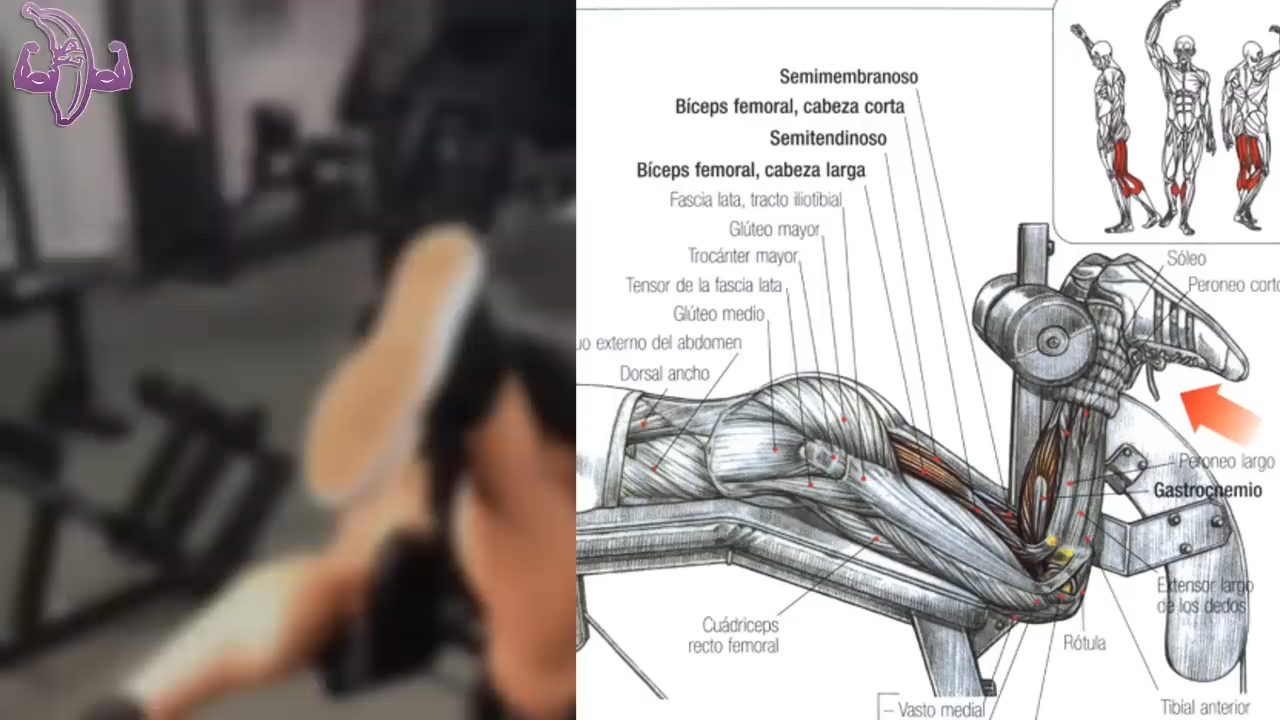 Semimembranoso
Bíceps femoral, cabeza corta
Semitendinoso
Bíceps femoral, cabeza larga
Fascia lata, tracto iliotibial
Glúteo mayor
Trocánter mayor
Tensor de la fascia lata
Glúteo medio
uo externo del abdomen
Dorsal ancho
Sóleo
Peroneo corto
Peroneo largo
Gastrocnemio
Extensor largo
de los dedos
Rótula
Tibial anterior
Cuádriceps
recto femoral
Vasto medial